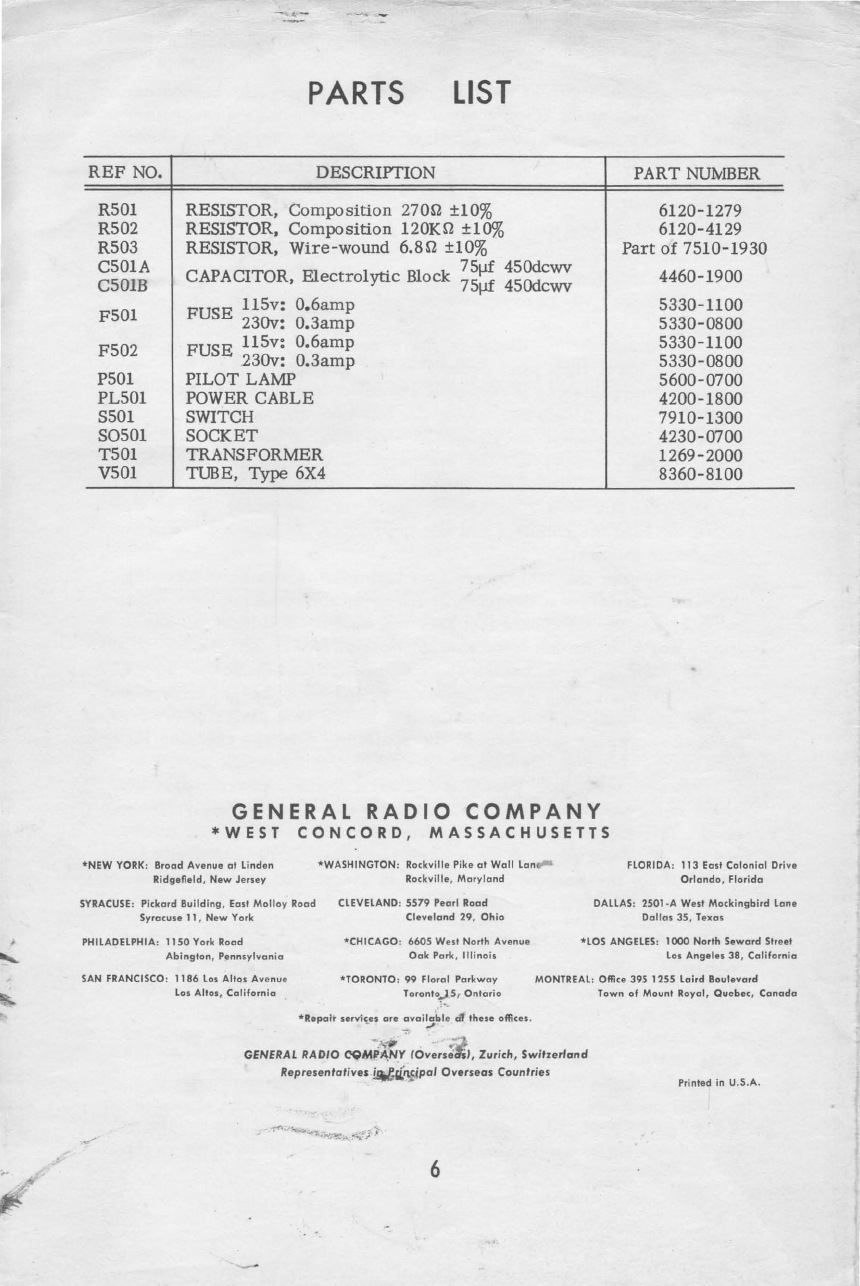 PARTS LIST
REF NO. DESCRIPTION PART NUMBER
R501 RESISTOR, Composition 270Ω ±10% 6120-1279
R502 RESISTOR, Composition 120KΩ ±10% 6120-4129
R503 RESISTOR, Wire-wound 6.8Ω ±10% Part of 7510-1930
C501A
C501B
CAPACITOR, Electrolytic Block
75µf 450dcwv
75µf 450dcwv
4460-1900
F501
FUSE
115v: 0.6amp 5330-1100
230v: 0.3amp 5330-0800
F502
FUSE
115v: 0.6amp 5330-1100
230v: 0.3amp 5330-0800
P501 PILOT LAMP 5600-0700
PL501 POWER CABLE 4200-1800
S501 SWITCH 7910-1300
SO501 SOCKET 4230-0700
T501 TRANSFORMER 1269-2000
V501 TUBE, Type 6X4 8360-8100
GENERAL RADIO COMPANY
*WEST CONCORD, MASSACHUSETTS
*NEW YORK: Broad Avenue at Linden
Ridgefield, New Jersey
*WASHINGTON: Rockville Pike at Wall Lane
Rockville, Maryland
FLORIDA: 113 East Colonial Drive
Orlando, Florida
SYRACUSE: Pickard Building, East Molloy Road
Syracuse 11, New York
CLEVELAND: 5579 Pearl Road
Cleveland 29, Ohio
DALLAS: 2501-A West Mockingbird Lane
Dallas 35, Texas
PHILADELPHIA: 1150 York Road
Abington, Pennsylvania
*CHICAGO: 6605 West North Avenue
Oak Park, Illinois
*LOS ANGELES: 1000 North Seward Street
Los Angeles 38, California
SAN FRANCISCO: 1186 Los Altos Avenue
Los Altos, California
*TORONTO: 99 Floral Parkway
Toronto 15, Ontario
MONTREAL: Office 395 1255 Laird Boulevard
Town of Mount Royal, Quebec, Canada
*Repair services are available at these offices.
GENERAL RADIO COMPANY (Overseas), Zurich, Switzerland
Representatives in Principal Overseas Countries
Printed in U.S.A.
6